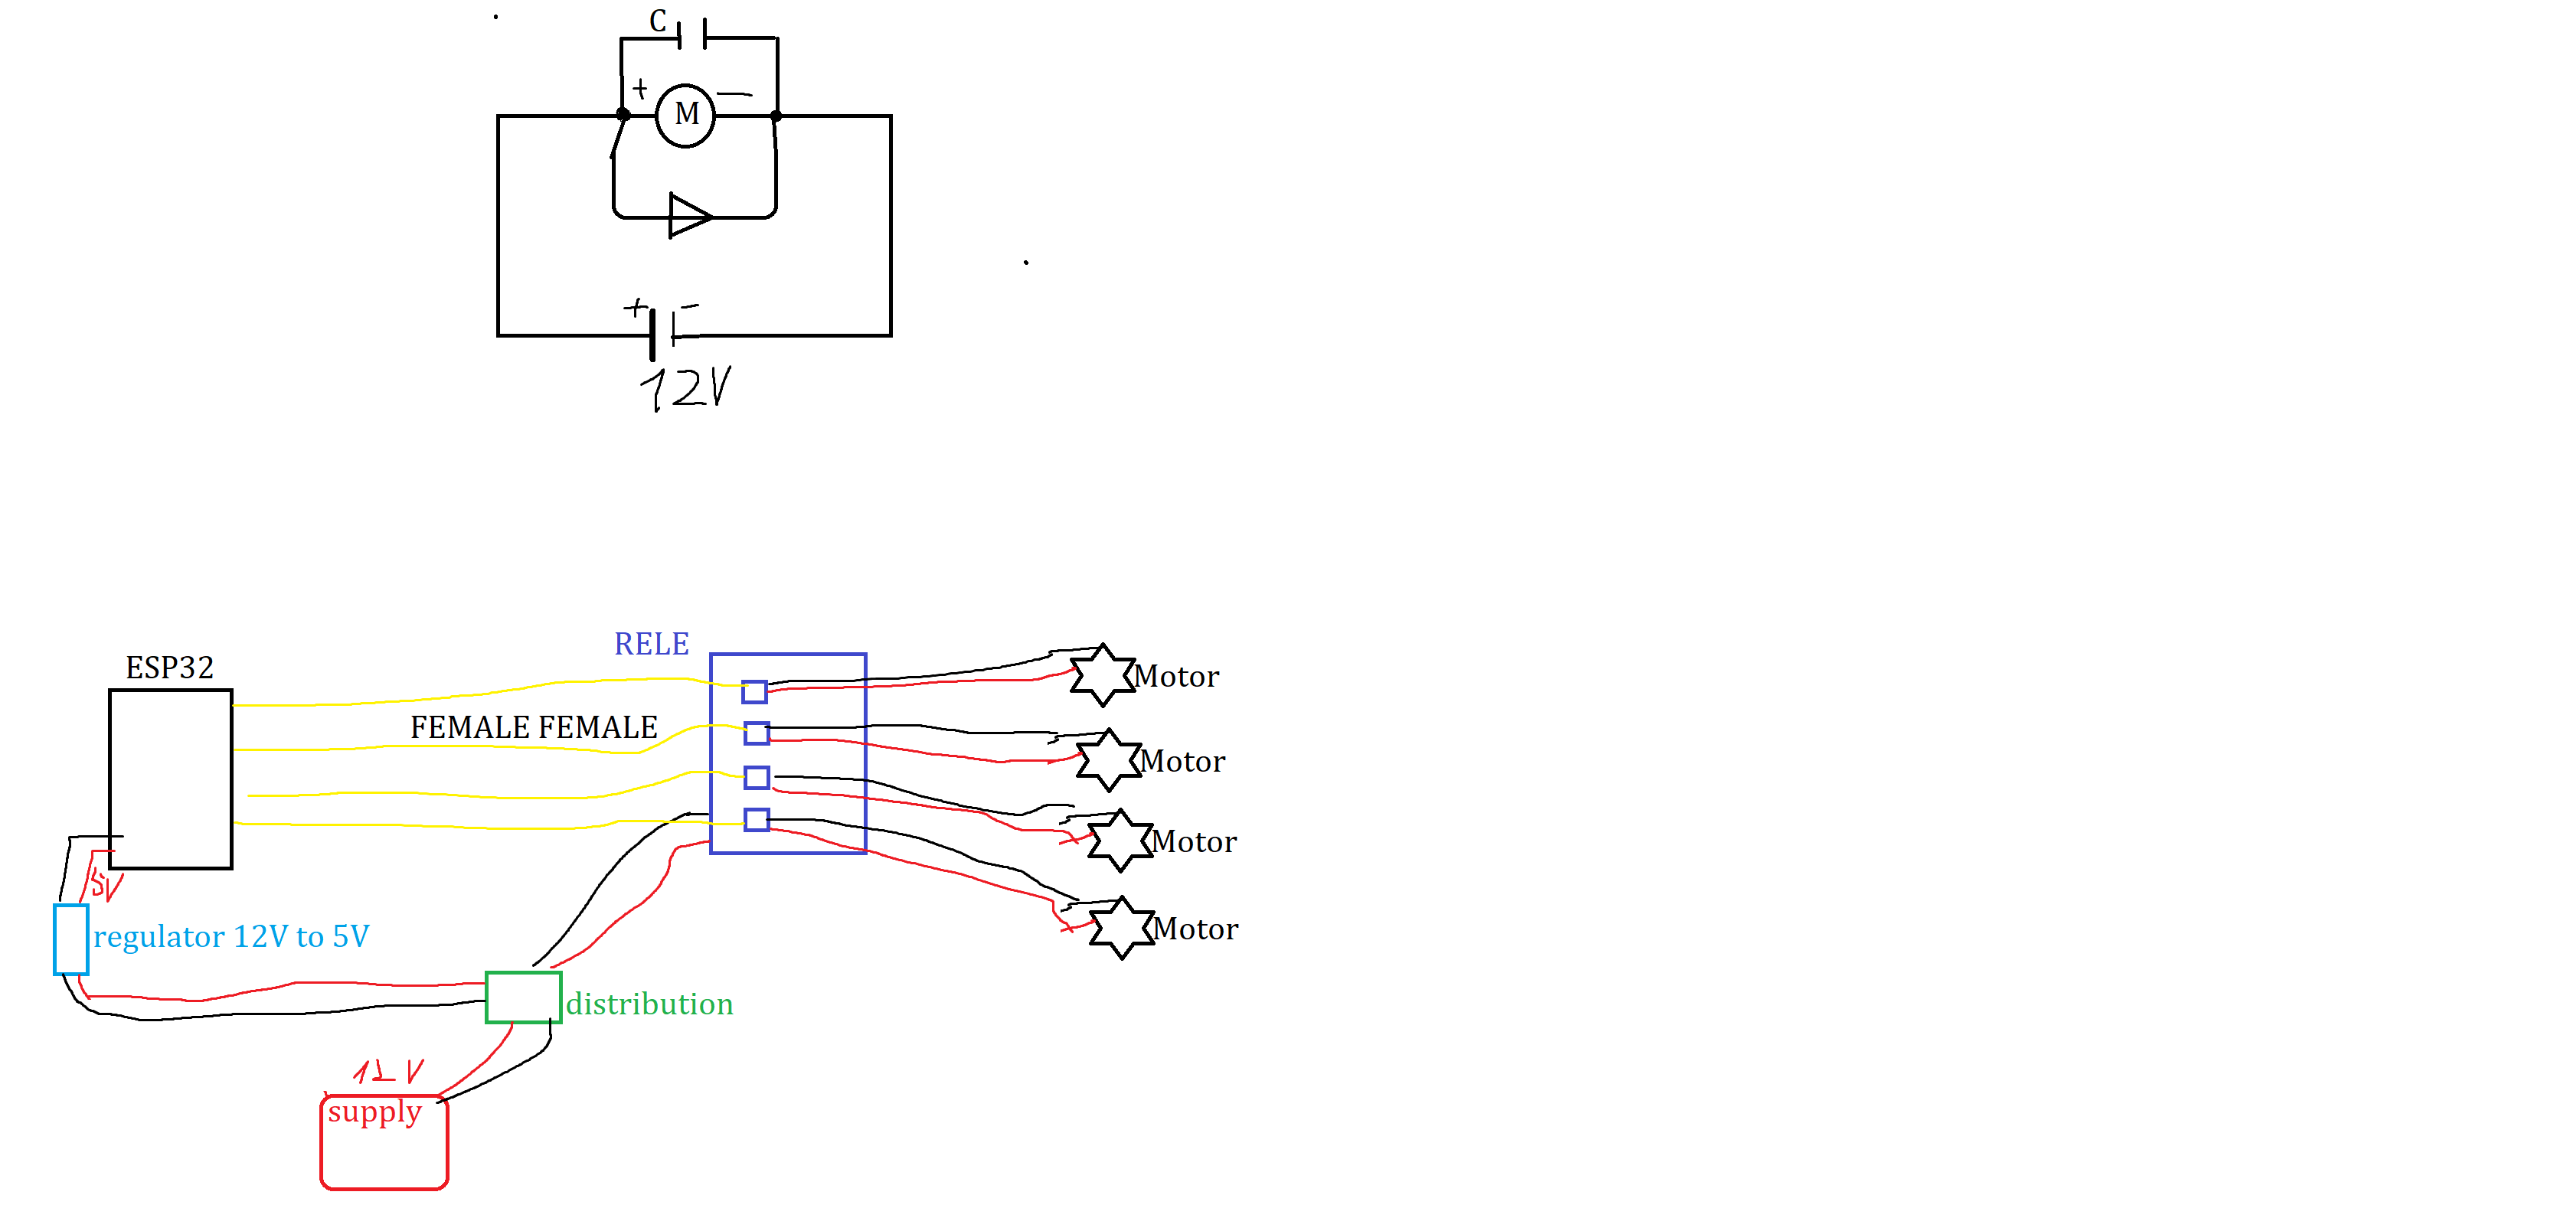 C
+ M —
+ -
12V
RELE
ESP32
Motor
FEMALE FEMALE
Motor
Motor
5V
regulator 12V to 5V
Motor
distribution
12 V
supply